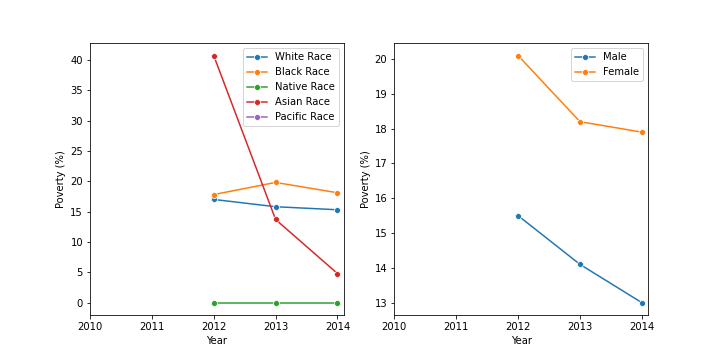 40
35
30
25
20
15
10
5
0
Poverty (%)
2010 2011 2012 2013 2014
Year
White Race
Black Race
Native Race
Asian Race
Pacific Race
20
19
18
17
16
15
14
13
Poverty (%)
2010 2011 2012 2013 2014
Year
Male
Female